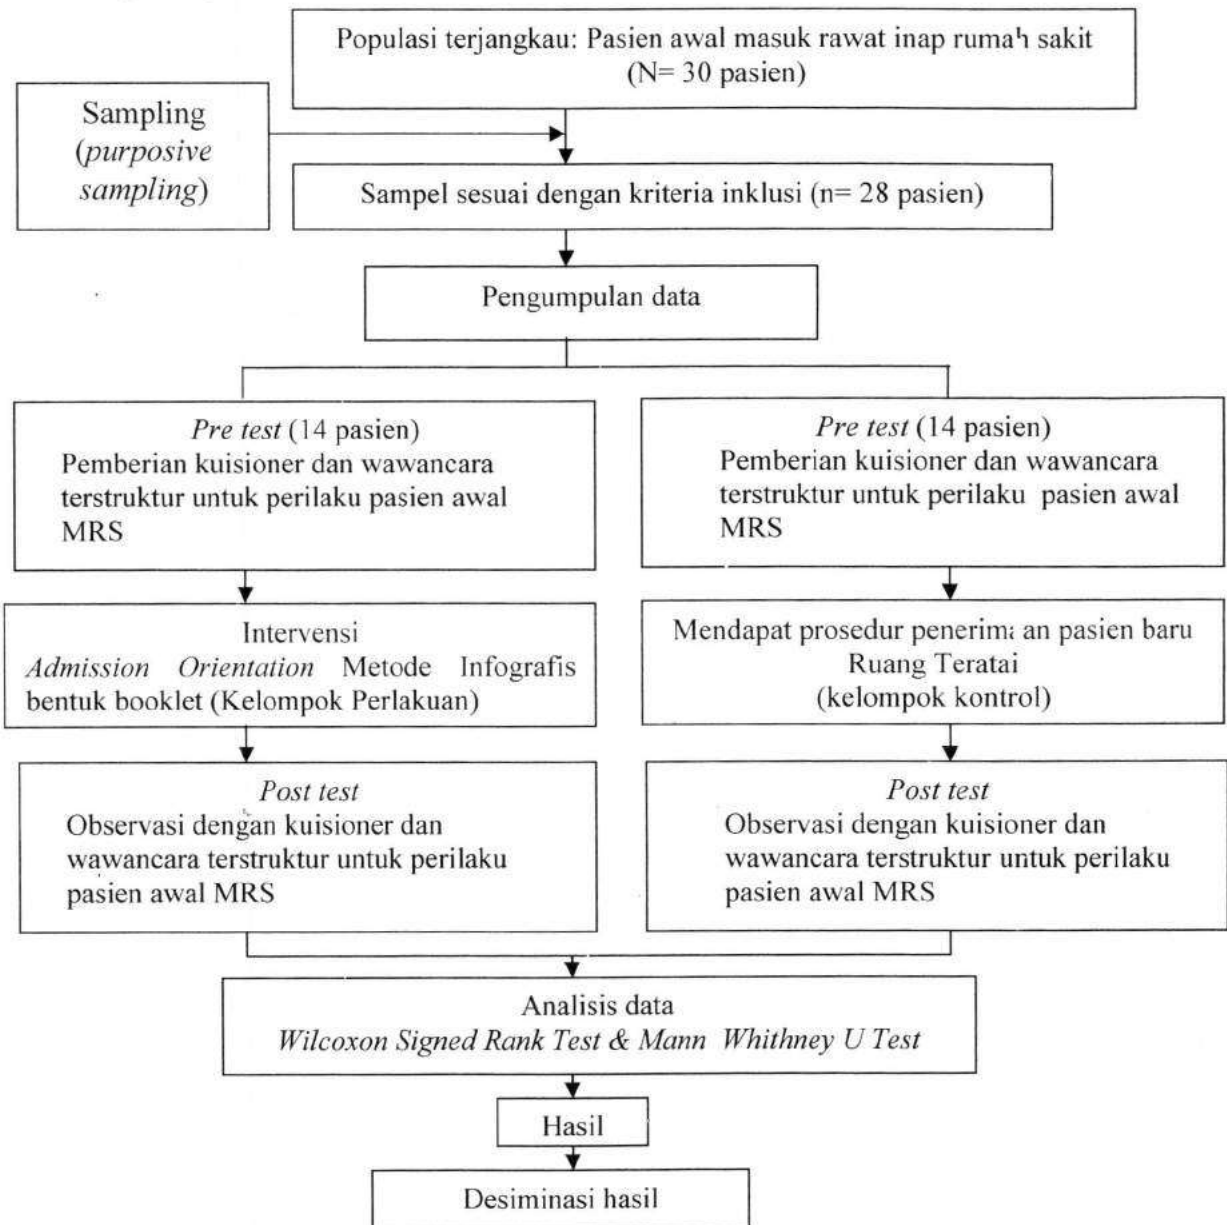 Populasi terjangkau: Pasien awal masuk rawat inap rumah sakit
(N= 30 pasien)
Sampling
(purposive
sampling)
Sampel sesuai dengan kriteria inklusi (n= 28 pasien)
Pengumpulan data
Pre test (14 pasien)
Pemberian kuisioner dan wawancara
terstruktur untuk perilaku pasien awal
MRS
Pre test (14 pasien)
Pemberian kuisioner dan wawancara
terstruktur untuk perilaku pasien awal
MRS
Intervensi
Admission Orientation Metode Infografis
bentuk booklet (Kelompok Perlakuan)
Mendapat prosedur penerimaan pasien baru
Ruang Teratai
(kelompok kontrol)
Post test
Observasi dengan kuisioner dan
wawancara terstruktur untuk perilaku
pasien awal MRS
Post test
Observasi dengan kuisioner dan
wawancara terstruktur untuk perilaku
pasien awal MRS
Analisis data
Wilcoxon Signed Rank Test & Mann Whithney U Test
Hasil
Desiminasi hasil